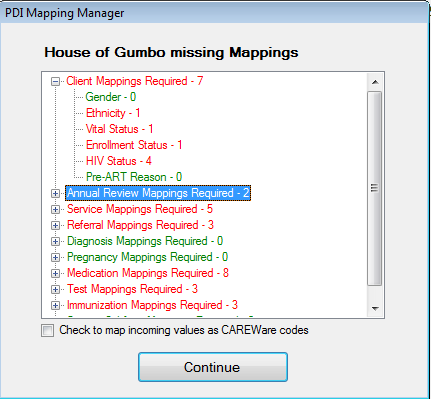 PDI Mapping Manager
House of Gumbo missing Mappings
Client Mappings Required - 7
Gender - 0
Ethnicity - 1
Vital Status - 1
Enrollment Status - 1
HIV Status - 4
Pre-ART Reason - 0
Annual Review Mappings Required - 2
Service Mappings Required - 5
Referral Mappings Required - 3
Diagnosis Mappings Required - 0
Pregnancy Mappings Required - 0
Medication Mappings Required - 8
Test Mappings Required - 3
Immunization Mappings Required - 3
Check to map incoming values as CAREWare codes
Continue